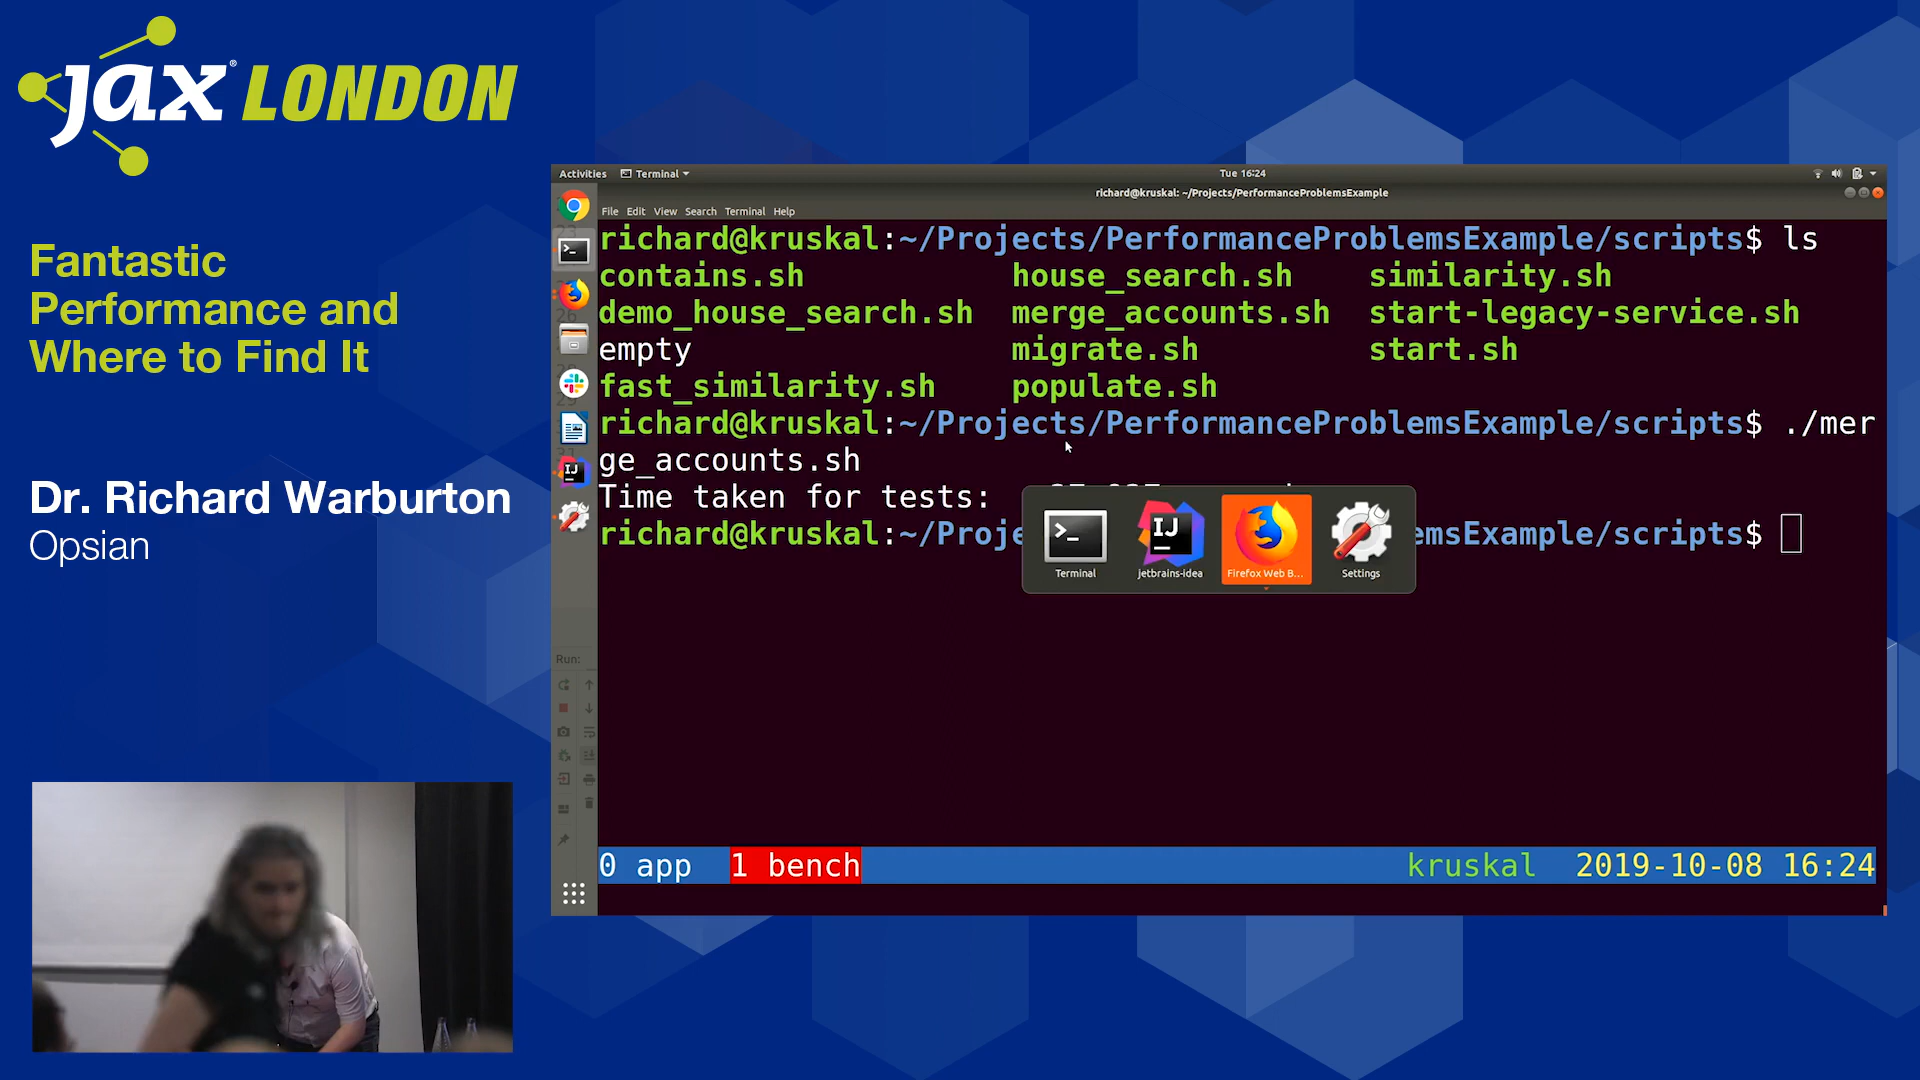 jax® LONDON
Fantastic
Performance and
Where to Find It
Dr. Richard Warburton
Opsian
Activities Terminal Tue 16:24
richard@kruskal: ~/Projects/PerformanceProblemsExample
File Edit View Search Terminal Help
richard@kruskal:~/Projects/PerformanceProblemsExample/scripts$ ls
contains.sh house_search.sh similarity.sh
demo_house_search.sh merge_accounts.sh start-legacy-service.sh
empty migrate.sh start.sh
fast_similarity.sh populate.sh
richard@kruskal:~/Projects/PerformanceProblemsExample/scripts$ ./mer
ge_accounts.sh
Time taken for tests:
richard@kruskal:~/Proje emsExample/scripts$
Terminal jetbrains-idea Firefox Web B... Settings
Run:
0 app 1 bench kruskal 2019-10-08 16:24